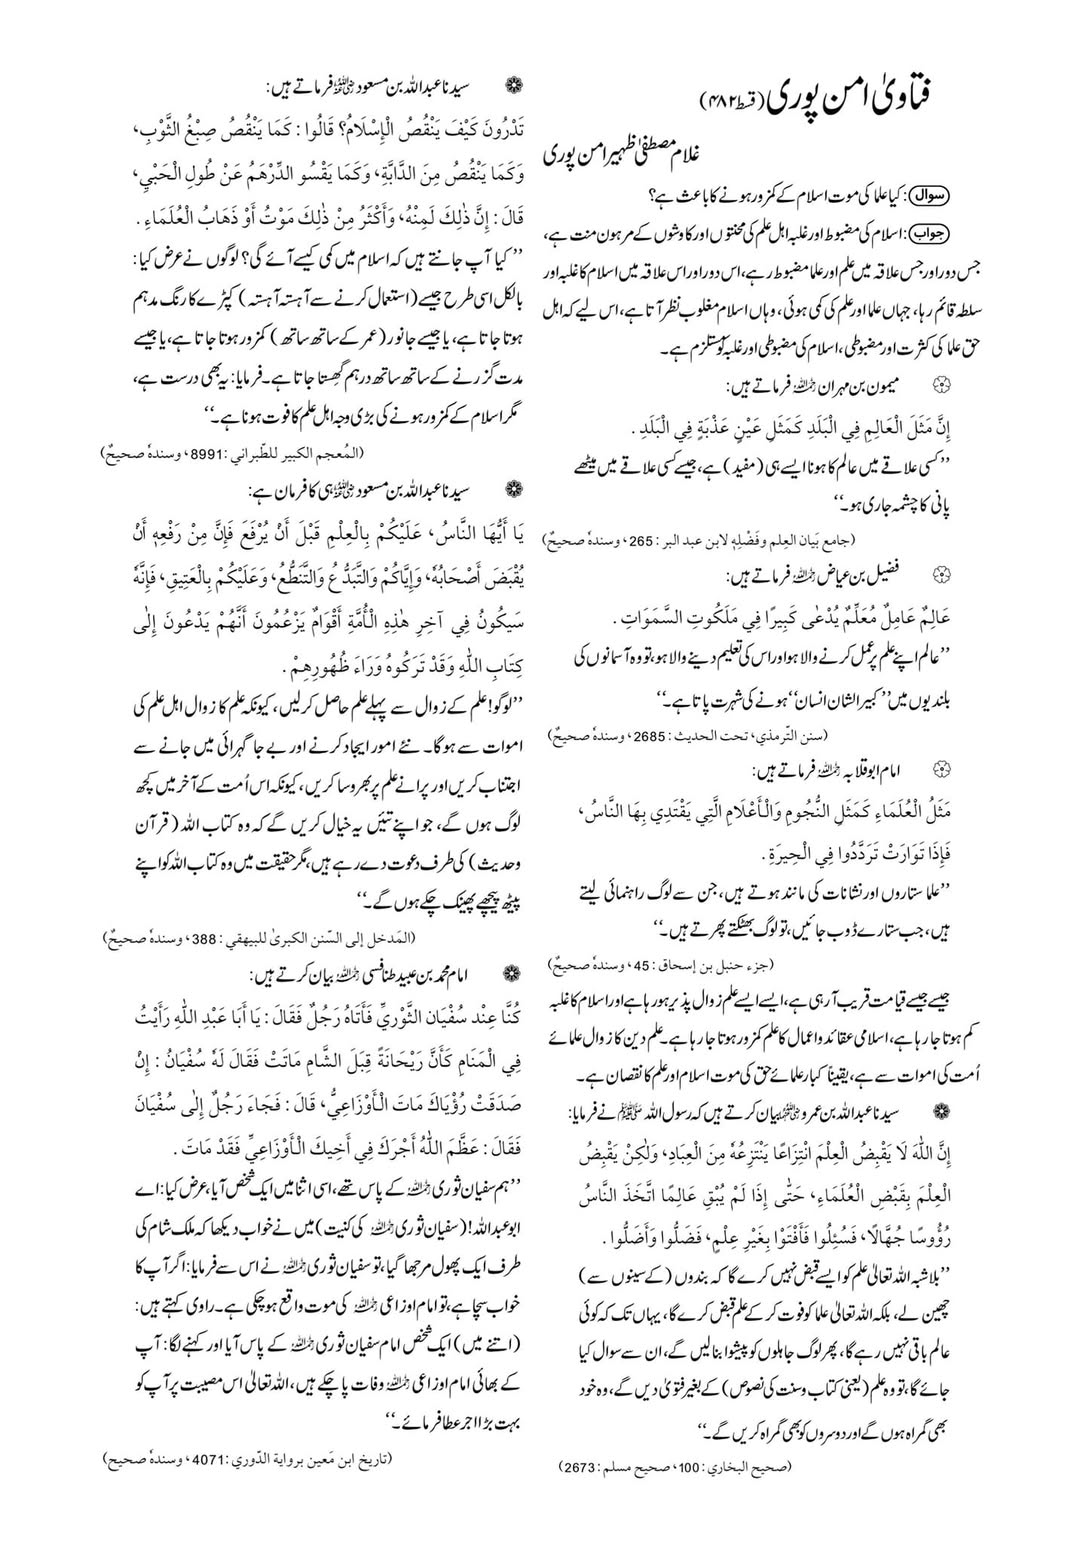 فتاویٰ امن پوری (قسط ۴۸۲)
غلام مصطفیٰ ظہیر امن پوری
سوال: کیا علما کی موت اسلام کے کمزور ہونے کا باعث ہے؟
جواب: اسلام کی مضبوط اور غلبہ اہل علم کی محنتوں اور کاوشوں کے مرہون منت ہے،
جس دور اور جس علاقہ میں علم اور علما مضبوط رہے، اس دور اور اس علاقہ میں اسلام کا غلبہ اور
سلطہ قائم رہا، جہاں علما اور علم کی کمی ہوئی، وہاں اسلام مغلوب نظر آتا ہے، اس لیے کہ اہل
حق علما کی کثرت اور مضبوطی، اسلام کی مضبوطی اور غلبہ کو مستلزم ہے۔
میمون بن مہران رحمہ اللہ فرماتے ہیں:
إِنَّ مَثَلَ الْعَالِمِ فِي الْبَلَدِ كَمَثَلِ عَيْنٍ عَذْبَةٍ فِي الْبَلَدِ .
’’کسی علاقے میں عالم کا ہونا ایسے ہی (مفید) ہے، جیسے کسی علاقے میں میٹھے
پانی کا چشمہ جاری ہو۔‘‘
(جامع بَيان العِلم وفَضْلِهٖ لابن عبد البر : 265، وسندهٗ صحيحٌ)
فضیل بن عیاض رحمہ اللہ فرماتے ہیں:
عَالِمٌ عَامِلٌ مُعَلِّمٌ يُدْعٰى كَبِيرًا فِي مَلَكُوتِ السَّمَوَاتِ .
’’عالم اپنے علم پر عمل کرنے والا ہو اور اس کی تعلیم دینے والا ہو، تو وہ آسمانوں کی
بلندیوں میں ’’کبیر الشان انسان‘‘ ہونے کی شہرت پاتا ہے۔‘‘
(سنن التّرمذي، تحت الحديث : 2685، وسندهٗ صحيحٌ)
امام ابو قلابہ رحمہ اللہ فرماتے ہیں:
مَثَلُ الْعُلَمَاءِ كَمَثَلِ النُّجُومِ وَالْأَعْلَامِ الَّتِي يَقْتَدِي بِهَا النَّاسُ،
فَإِذَا تَوَارَتْ تَرَدَّدُوا فِي الْحِيرَةِ .
’’علما ستاروں اور نشانات کی مانند ہوتے ہیں، جن سے لوگ راہنمائی لیتے
ہیں، جب ستارے ڈوب جائیں، تو لوگ بھٹکتے پھرتے ہیں۔‘‘
(جزء حنبل بن إسحاق : 45، وسندهٗ صحيحٌ)
جیسے جیسے قیامت قریب آ رہی ہے، ایسے ایسے علم زوال پذیر ہو رہا ہے اور اسلام کا غلبہ
کم ہوتا جا رہا ہے، اسلامی عقائد و اعمال کا علم کمزور ہوتا جا رہا ہے۔ علم دین کا زوال علمائے
اُمت کی اموات سے ہے، یقیناً کبار علمائے حق کی موت اسلام اور علم کا نقصان ہے۔
سیدنا عبداللہ بن عمرو رضی اللہ عنہ بیان کرتے ہیں کہ رسول اللہ ﷺ نے فرمایا:
إِنَّ اللّٰهَ لَا يَقْبِضُ الْعِلْمَ انْتِزَاعًا يَنْتَزِعُهٗ مِنَ الْعِبَادِ، وَلٰكِنْ يَقْبِضُ
الْعِلْمَ بِقَبْضِ الْعُلَمَاءِ، حَتّٰى إِذَا لَمْ يُبْقِ عَالِمًا اتَّخَذَ النَّاسُ
رُؤُوسًا جُهَّالًا، فَسُئِلُوا فَأَفْتَوْا بِغَيْرِ عِلْمٍ، فَضَلُّوا وَأَضَلُّوا .
’’بلاشبہ اللہ تعالیٰ علم کو ایسے قبض نہیں کرے گا کہ بندوں (کے سینوں سے)
چھین لے، بلکہ اللہ تعالیٰ علما کو فوت کر کے علم قبض کرے گا، یہاں تک کہ کوئی
عالم باقی نہیں رہے گا، پھر لوگ جاہلوں کو پیشوا بنالیں گے، ان سے سوال کیا
جائے گا، تو وہ علم (یعنی کتاب وسنت کی نصوص) کے بغیر فتویٰ دیں گے، وہ خود
بھی گمراہ ہوں گے اور دوسروں کو بھی گمراہ کریں گے۔‘‘
(صحيح البخاري : 100، صحيح مسلم : 2673)
سیدنا عبداللہ بن مسعود رضی اللہ عنہ فرماتے ہیں:
تَدْرُونَ كَيْفَ يَنْقُصُ الْإِسْلَامُ؟ قَالُوا : كَمَا يَنْقُصُ صِبْغُ الثَّوْبِ،
وَكَمَا يَنْقُصُ مِنَ الدَّابَّةِ، وَكَمَا يَقْسُو الدِّرْهَمُ عَنْ طُولِ الْخَبْيِ،
قَالَ : إِنَّ ذٰلِكَ لَمِنْهُ، وَأَكْثَرُ مِنْ ذٰلِكَ مَوْتُ أَوْ ذَهَابُ الْعُلَمَاءِ .
’’کیا آپ جانتے ہیں کہ اسلام میں کمی کیسے آئے گی؟ لوگوں نے عرض کیا:
بالکل اسی طرح جیسے (استعمال کرنے سے آہستہ آہستہ) کپڑے کا رنگ مدہم
ہوتا جاتا ہے، یا جیسے جانور (عمر کے ساتھ ساتھ) کمزور ہوتا جاتا ہے، یا جیسے
مدت گزرنے کے ساتھ ساتھ درہم گھستا جاتا ہے۔ فرمایا: یہ بھی درست ہے،
مگر اسلام کے کمزور ہونے کی بڑی وجہ اہل علم کا فوت ہونا ہے۔‘‘
(المُعجم الكبير للطّبراني : 8991، وسندهٗ صحيحٌ)
سیدنا عبداللہ بن مسعود رضی اللہ عنہ ہی کا فرمان ہے:
يَا أَيُّهَا النَّاسُ، عَلَيْكُمْ بِالْعِلْمِ قَبْلَ أَنْ يُرْفَعَ فَإِنَّ مِنْ رَفْعِهٖ أَنْ
يُقْبَضَ أَصْحَابُهٗ، وَإِيَّاكُمْ وَالتَّبَدُّعَ وَالتَّنَطُّعَ، وَعَلَيْكُمْ بِالْعَتِيقِ، فَإِنَّهٗ
سَيَكُونُ فِي آخِرِ هٰذِهِ الْأُمَّةِ أَقْوَامٌ يَزْعُمُونَ أَنَّهُمْ يَدْعُونَ إِلٰى
كِتَابِ اللّٰهِ وَقَدْ تَرَكُوهُ وَرَاءَ ظُهُورِهِمْ .
’’لوگو! علم کے زوال سے پہلے علم حاصل کرلیں، کیونکہ علم کا زوال اہل علم کی
اموات سے ہوگا۔ نئے امور ایجاد کرنے اور بے جا گہرائی میں جانے سے
اجتناب کریں اور پرانے علم پر بھروسا کریں، کیونکہ اس اُمت کے آخر میں کچھ
لوگ ہوں گے، جو اپنے تئیں یہ خیال کریں گے کہ وہ کتاب اللہ (قرآن
وحدیث) کی طرف دعوت دے رہے ہیں، مگر حقیقت میں وہ کتاب اللہ کو اپنے
پیٹھ پیچھے پھینک چکے ہوں گے۔‘‘
(المَدخل إلى السّنن الكبرىٰ للبيهقي : 388، وسندهٗ صحيحٌ)
امام محمد بن عبید طنافسی رحمہ اللہ بیان کرتے ہیں:
كُنَّا عِنْدَ سُفْيَانَ الثَّوْرِيِّ فَأَتَاهُ رَجُلٌ فَقَالَ : يَا أَبَا عَبْدِ اللّٰهِ رَأَيْتُ
فِي الْمَنَامِ كَأَنَّ رَيْحَانَةً قِبَلَ الشَّامِ مَاتَتْ فَقَالَ لَهٗ سُفْيَانُ : إِنْ
صَدَقَتْ رُؤْيَاكَ مَاتَ الْأَوْزَاعِيُّ، قَالَ : فَجَاءَ رَجُلٌ إِلٰى سُفْيَانَ
فَقَالَ : عَظَّمَ اللّٰهُ أَجْرَكَ فِي أَخِيكَ الْأَوْزَاعِيِّ فَقَدْ مَاتَ .
’’ہم سفیان ثوری رحمہ اللہ کے پاس تھے، اسی اثنا میں ایک شخص آیا، عرض کیا: اے
ابو عبداللہ! (سفیان ثوری رحمہ اللہ کی کنیت) میں نے خواب دیکھا کہ ملک شام کی
طرف ایک پھول مرجھا گیا، تو سفیان ثوری رحمہ اللہ نے اس سے فرمایا: اگر آپ کا
خواب سچا ہے، تو امام اوزاعی رحمہ اللہ کی موت واقع ہوچکی ہے۔ راوی کہتے ہیں:
(اتنے میں) ایک شخص امام سفیان ثوری رحمہ اللہ کے پاس آیا اور کہنے لگا: آپ
کے بھائی امام اوزاعی رحمہ اللہ وفات پا چکے ہیں، اللہ تعالیٰ اس مصیبت پر آپ کو
بہت بڑا اجر عطا فرمائے۔‘‘
(تاريخ ابن مَعين برواية الدّوري : 4071، وسندهٗ صحيح)